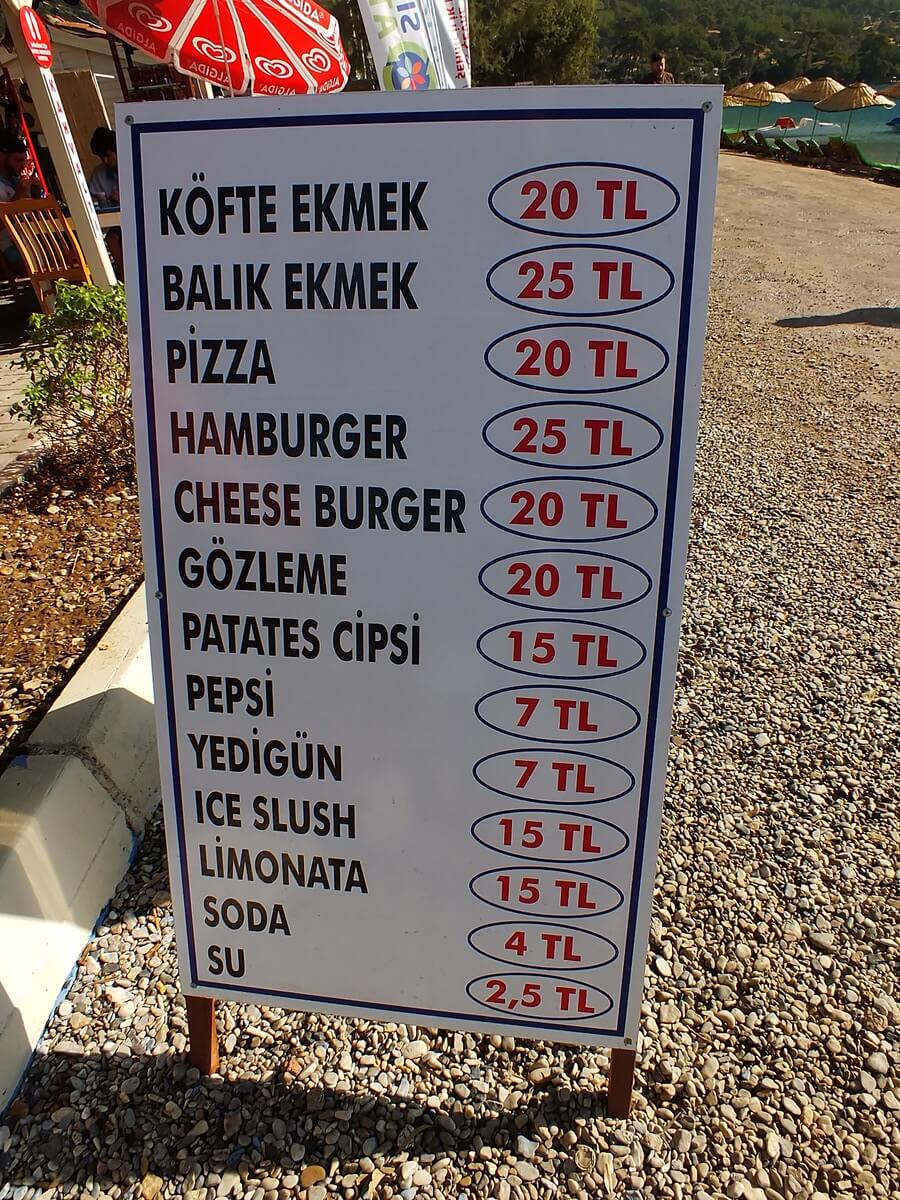 ALGIDA
ALGIDA
ALGIDA
KÖFTE EKMEK 20 TL
BALIK EKMEK 25 TL
PİZZA 20 TL
HAMBURGER 25 TL
CHEESE BURGER 20 TL
GÖZLEME 20 TL
PATATES CİPSİ 15 TL
PEPSİ 7 TL
YEDİGÜN 7 TL
ICE SLUSH 15 TL
LİMONATA 15 TL
SODA 4 TL
SU 2,5 TL